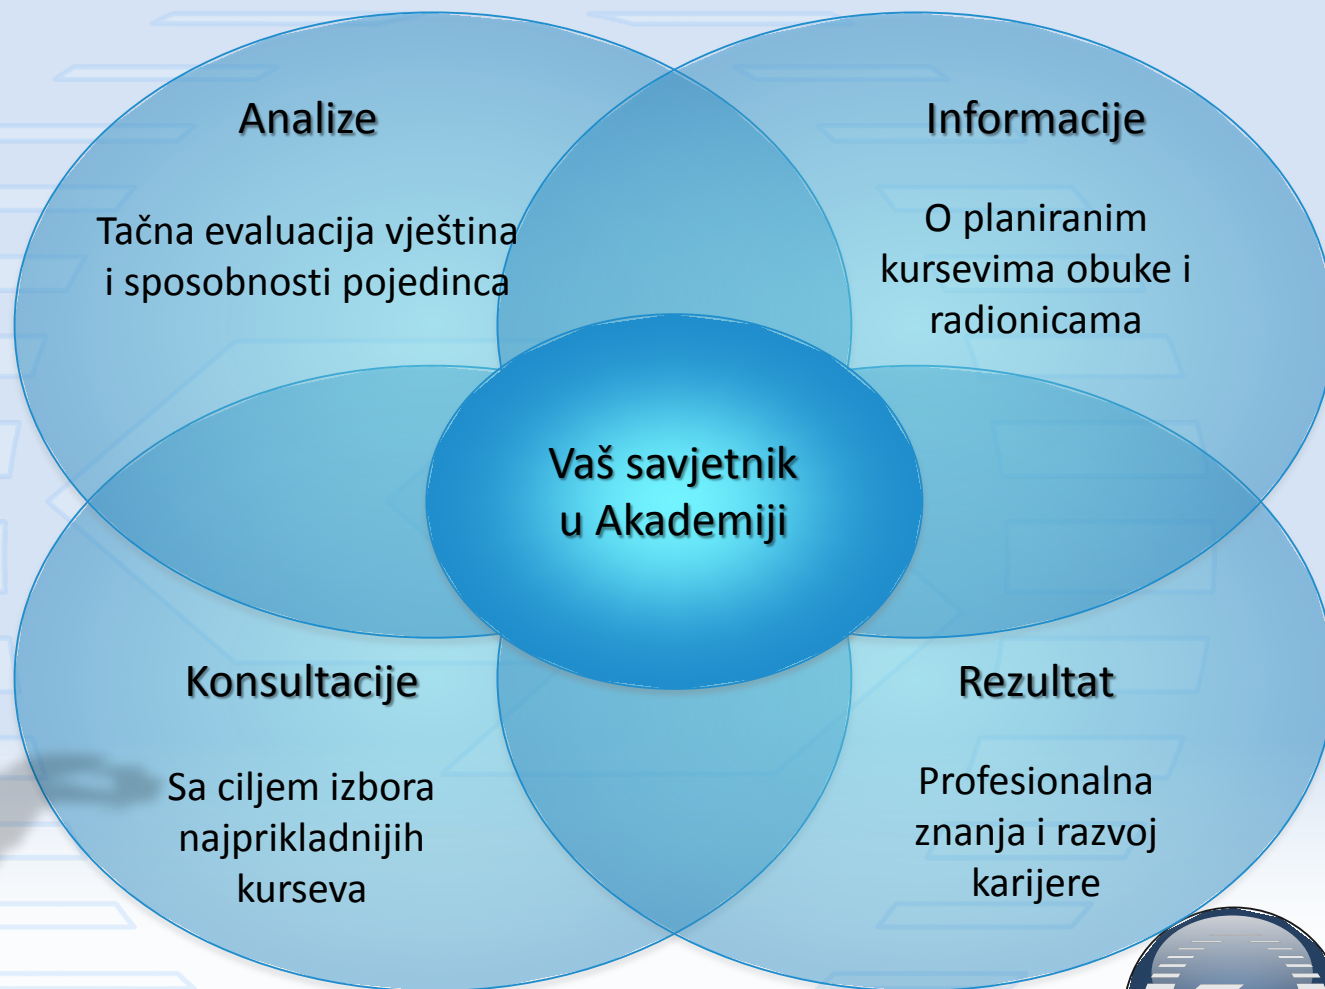 Analize
Tačna evaluacija vještina
i sposobnosti pojedinca
Informacije
O planiranim
kursevima obuke i
radionicama
Vaš savjetnik
u Akademiji
Konsultacije
Sa ciljem izbora
najprikladnijih
kurseva
Rezultat
Profesionalna
znanja i razvoj
karijere